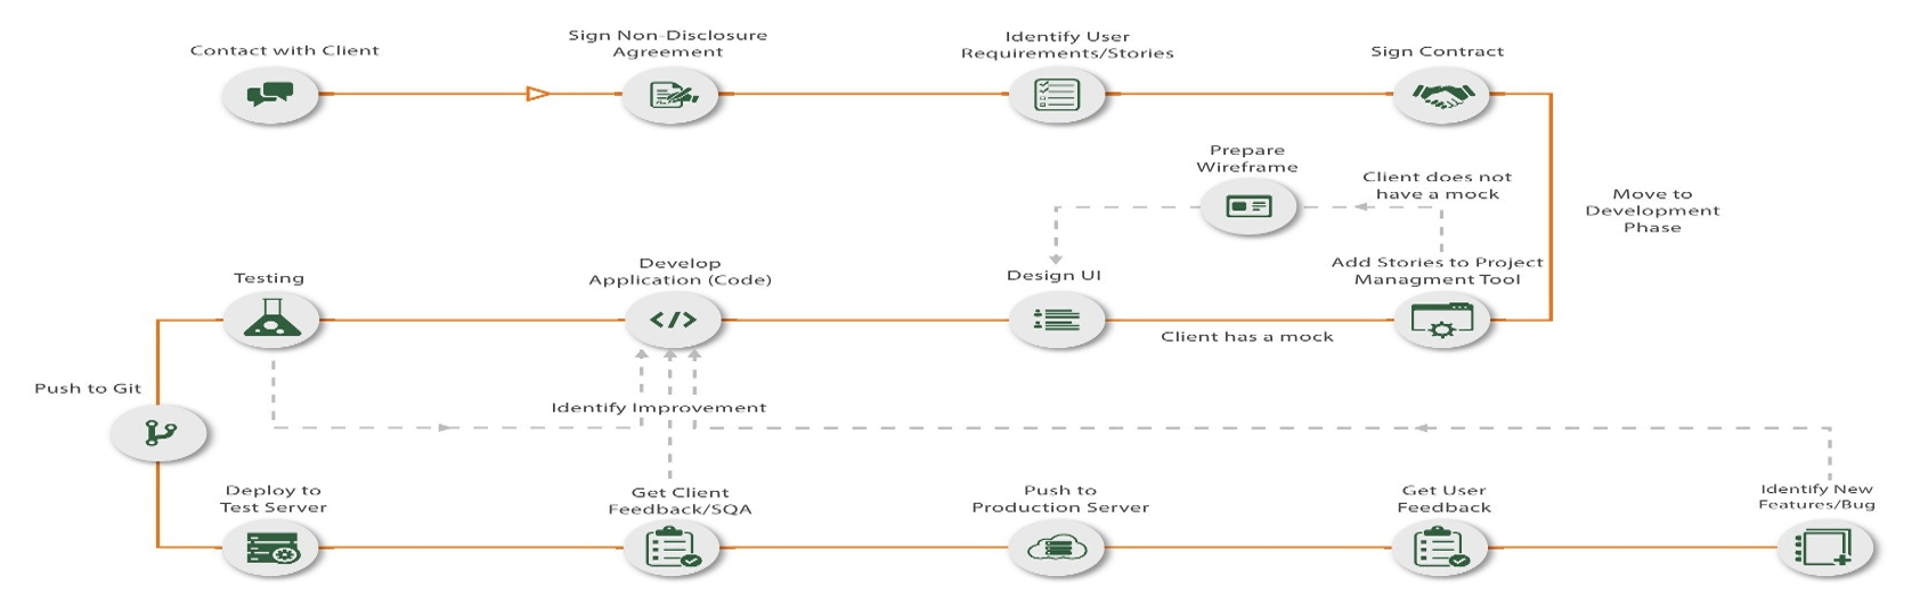 Contact with Client
Sign Non-Disclosure
Agreement
Identify User
Requirements/Stories
Sign Contract
Prepare
Wireframe
Client does not
have a mock
Move to
Development
Phase
Testing
Develop
Application (Code)
Design UI
Add Stories to Project
Managment Tool
Client has a mock
Push to Git
Identify Improvement
Deploy to
Test Server
Get Client
Feedback/SQA
Push to
Production Server
Get User
Feedback
Identify New
Features/Bug